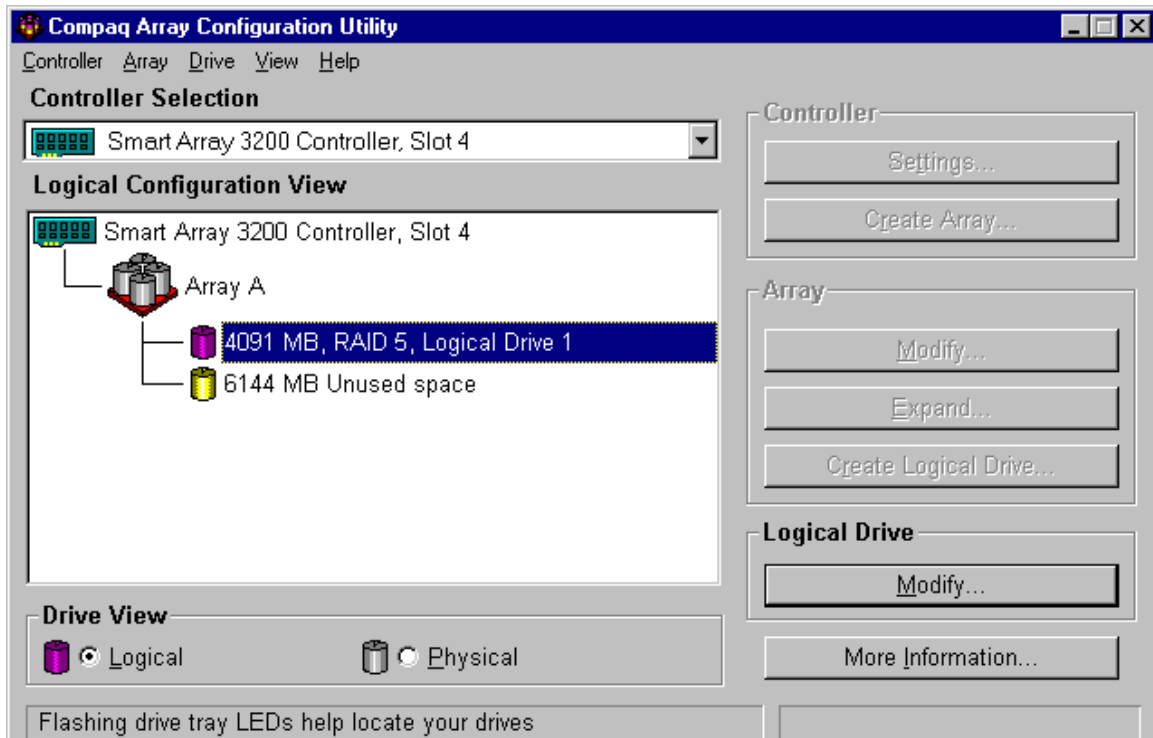 Compaq Array Configuration Utility
Controller Array Drive View Help
Controller Selection
Smart Array 3200 Controller, Slot 4
Logical Configuration View
Smart Array 3200 Controller, Slot 4
Array A
4091 MB, RAID 5, Logical Drive 1
6144 MB Unused space
Drive View
Logical
Physical
Controller
Settings...
Create Array...
Array
Modify...
Expand...
Create Logical Drive...
Logical Drive
Modify...
More Information...
Flashing drive tray LEDs help locate your drives